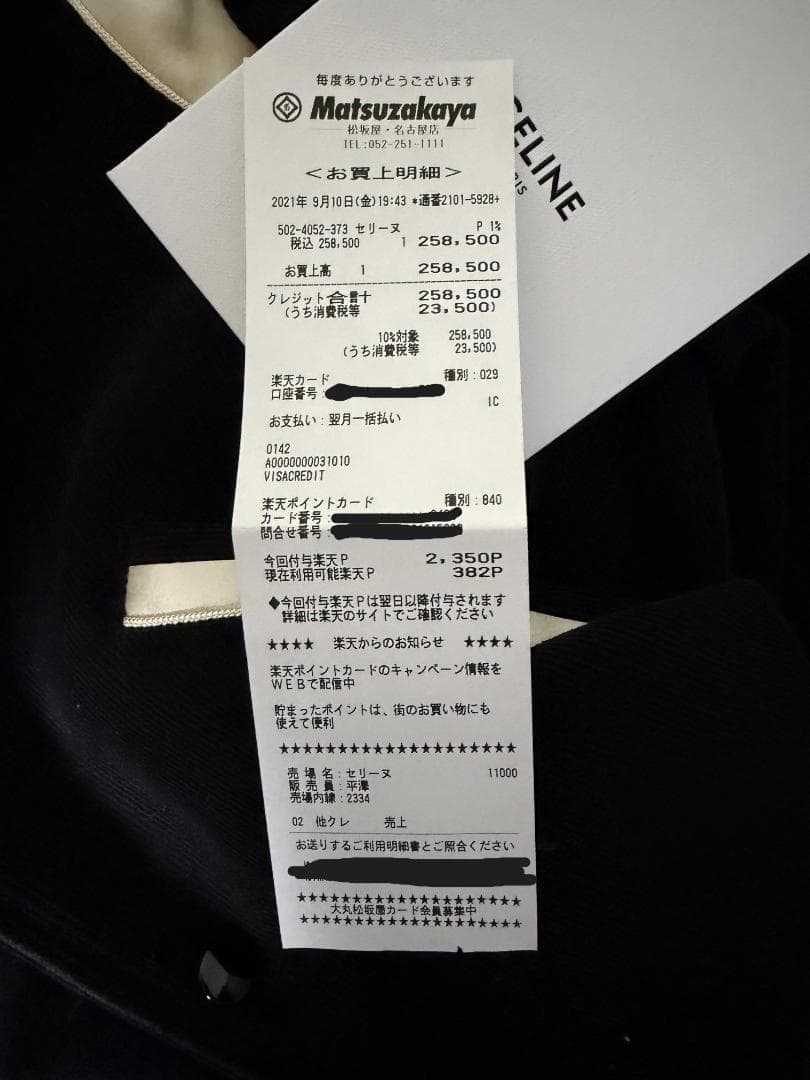 毎度ありがとうございます
Matsuzakaya
松坂屋・名古屋店
TEL:052-251-1111
<お買上明細>
2021年 9月10日(金)19:43 *通番2101-5928+
502-4052-373 セリーヌ P 1%
税込 258,500 1 258,500
お買上高 1 258,500
クレジット合計 258,500
(うち消費税等 23,500)
10%対象 258,500
(うち消費税等 23,500)
楽天カード 種別:029
口座番号:
IC
お支払い:翌月一括払い
0142
A0000000031010
VISACREDIT
楽天ポイントカード 種別:840
カード番号:
問合せ番号:
今回付与楽天P 2,350P
現在利用可能楽天P 382P
◆今回付与楽天Pは翌日以降付与されます
詳細は楽天のサイトでご確認ください
★★★★ 楽天からのお知らせ ★★★★
楽天ポイントカードのキャンペーン情報を
WEBで配信中
貯まったポイントは、街のお買い物にも
使えて便利
★★★★★★★★★★★★★★★★★★★★
売場名:セリーヌ 11000
販売員:平澤
売場内線:2334
02 他クレ 売上
お送りするご利用明細書とご照合ください
★★★★★★★★★★★★★★★★★★★
大丸松坂屋カード会員募集中
★★★★★★★★★★★★★★★★★★★
CELINE